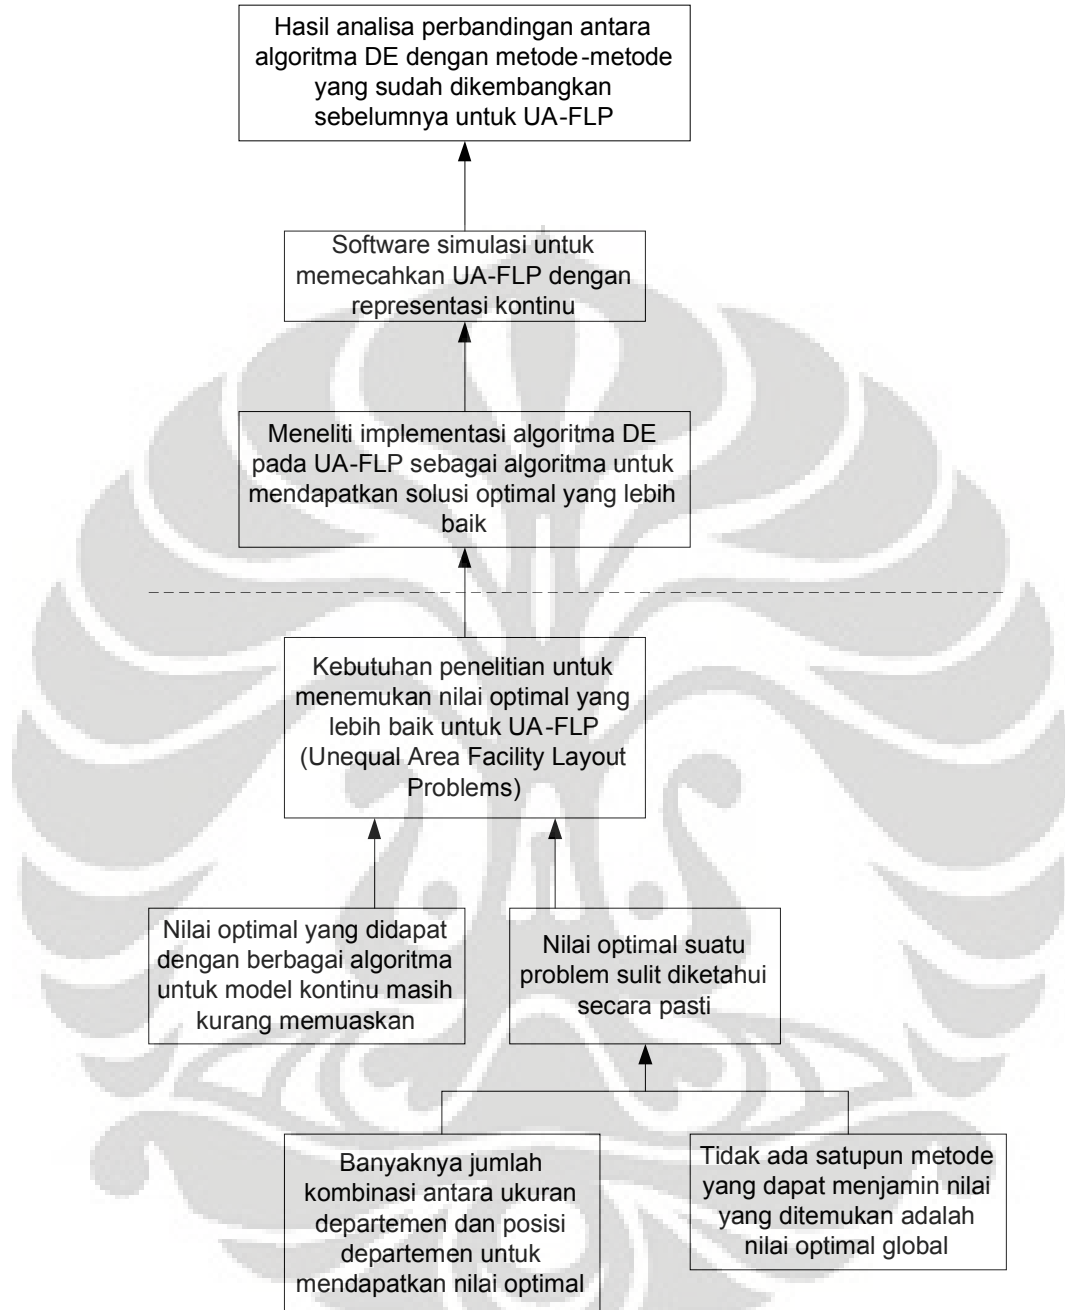 Hasil analisa perbandingan antara
algoritma DE dengan metode-metode
yang sudah dikembangkan
sebelumnya untuk UA-FLP
Software simulasi untuk
memecahkan UA-FLP dengan
representasi kontinu
Meneliti implementasi algoritma DE
pada UA-FLP sebagai algoritma untuk
mendapatkan solusi optimal yang lebih
baik
Kebutuhan penelitian untuk
menemukan nilai optimal yang
lebih baik untuk UA-FLP
(Unequal Area Facility Layout
Problems)
Nilai optimal yang didapat
dengan berbagai algoritma
untuk model kontinu masih
kurang memuaskan
Nilai optimal suatu
problem sulit diketahui
secara pasti
Banyaknya jumlah
kombinasi antara ukuran
departemen dan posisi
departemen untuk
mendapatkan nilai optimal
Tidak ada satupun metode
yang dapat menjamin nilai
yang ditemukan adalah
nilai optimal global